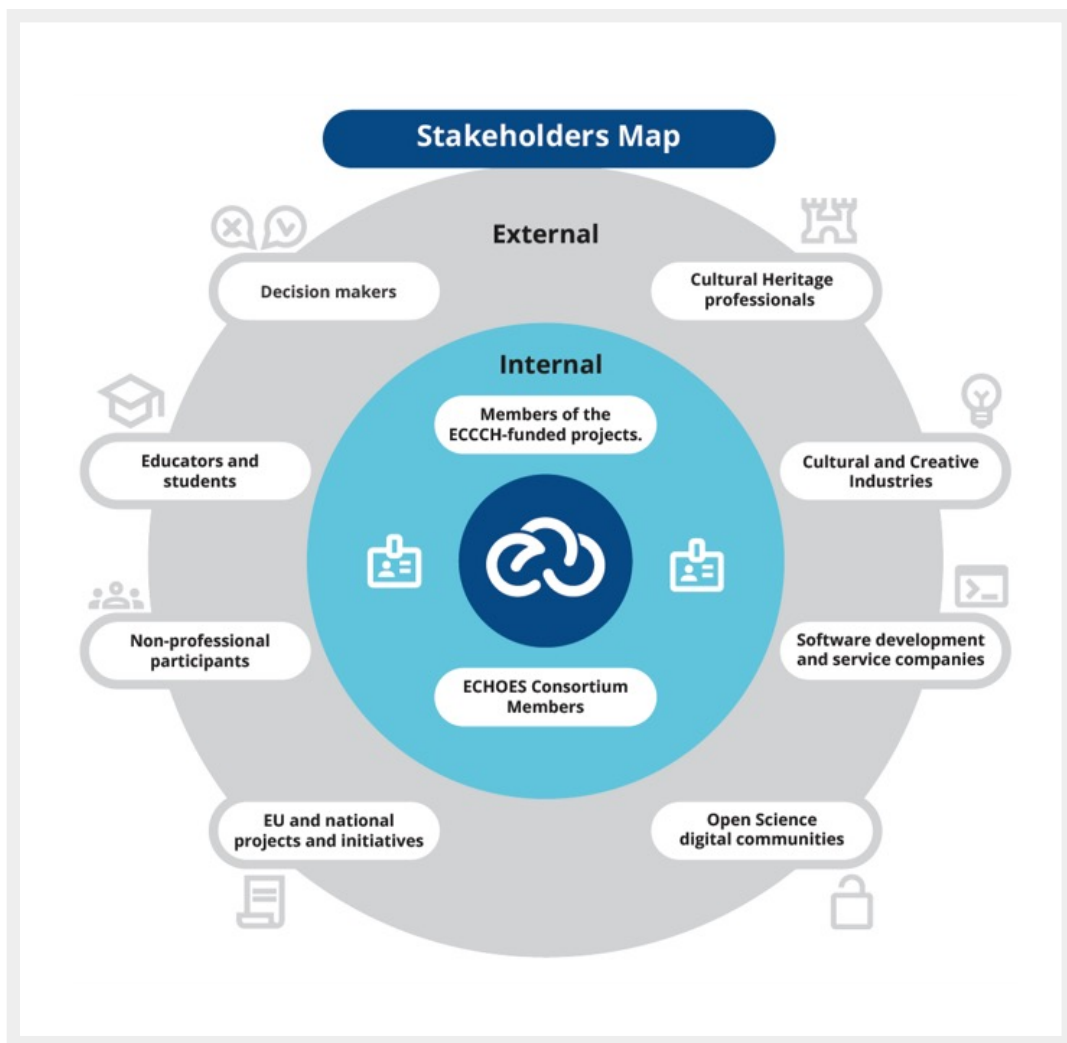 Stakeholders Map
External
Decision makers
Cultural Heritage
professionals
Internal
Members of the
ECCCH-funded projects.
Educators and
students
Cultural and Creative
Industries
Non-professional
participants
Software development
and service companies
ECHOES Consortium
Members
EU and national
projects and initiatives
Open Science
digital communities